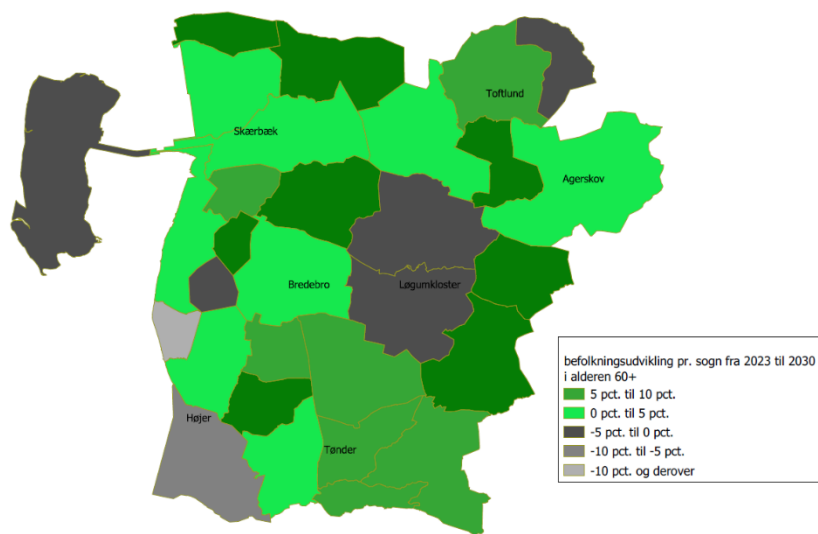 Toftlund
Skærbæk
Agerskov
Bredebro
Løgumkloster
Højer
Tønder
befolkningsudvikling pr. sogn fra 2023 til 2030
i alderen 60+
5 pct. til 10 pct.
0 pct til 5 pct.
-5 pct. til 0 pct.
-10 pct. til -5 pct.
-10 pct. og derover